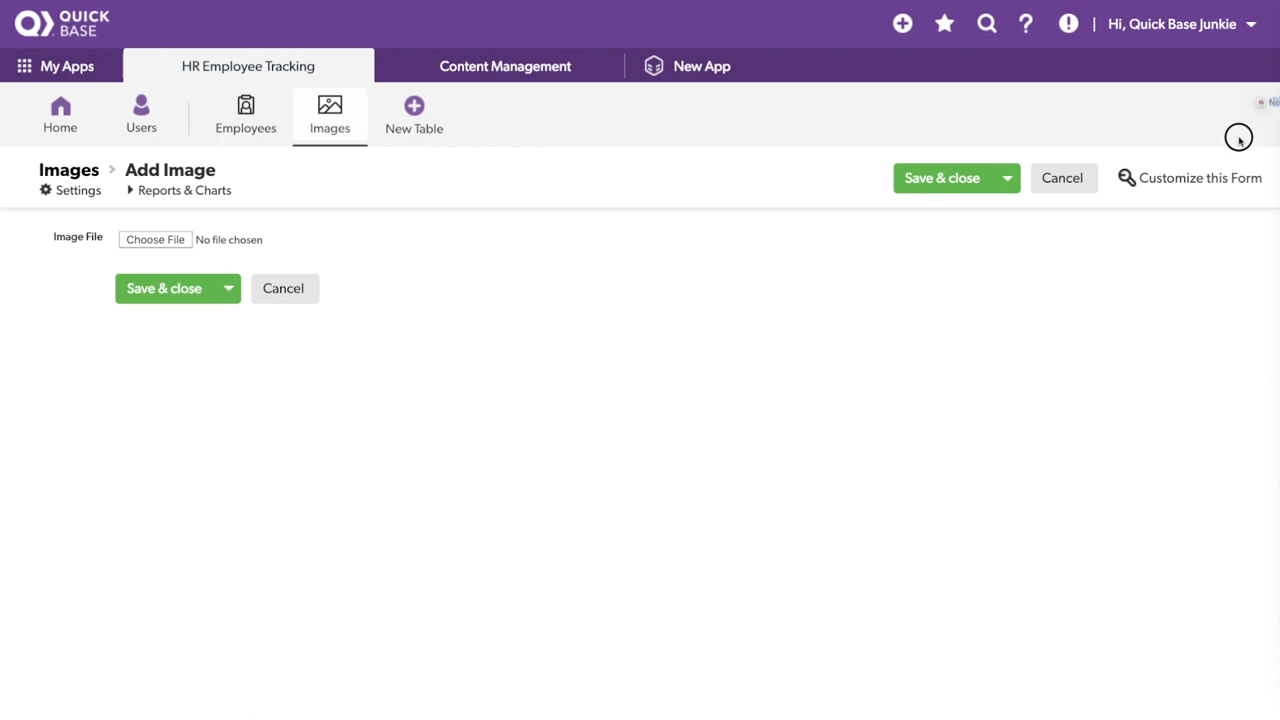 QUICK
BASE
Hi, Quick Base Junkie
My Apps
HR Employee Tracking
Content Management
New App
Home
Users
Employees
Images
New Table
Images
Add Image
Settings
Reports & Charts
Save & close
Cancel
Customize this Form
Image File
Choose File
No file chosen
Save & close
Cancel